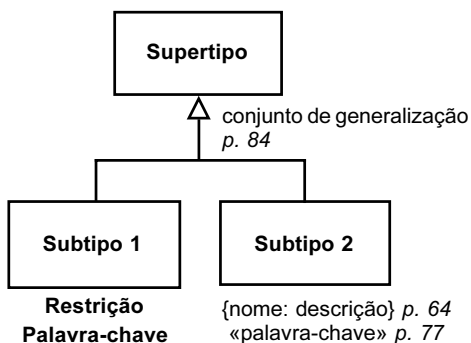 Supertipo
conjunto de generalização
p. 84
Subtipo 1
Subtipo 2
Restrição
{nome: descrição} p. 64
Palavra-chave
«palavra-chave» p. 77